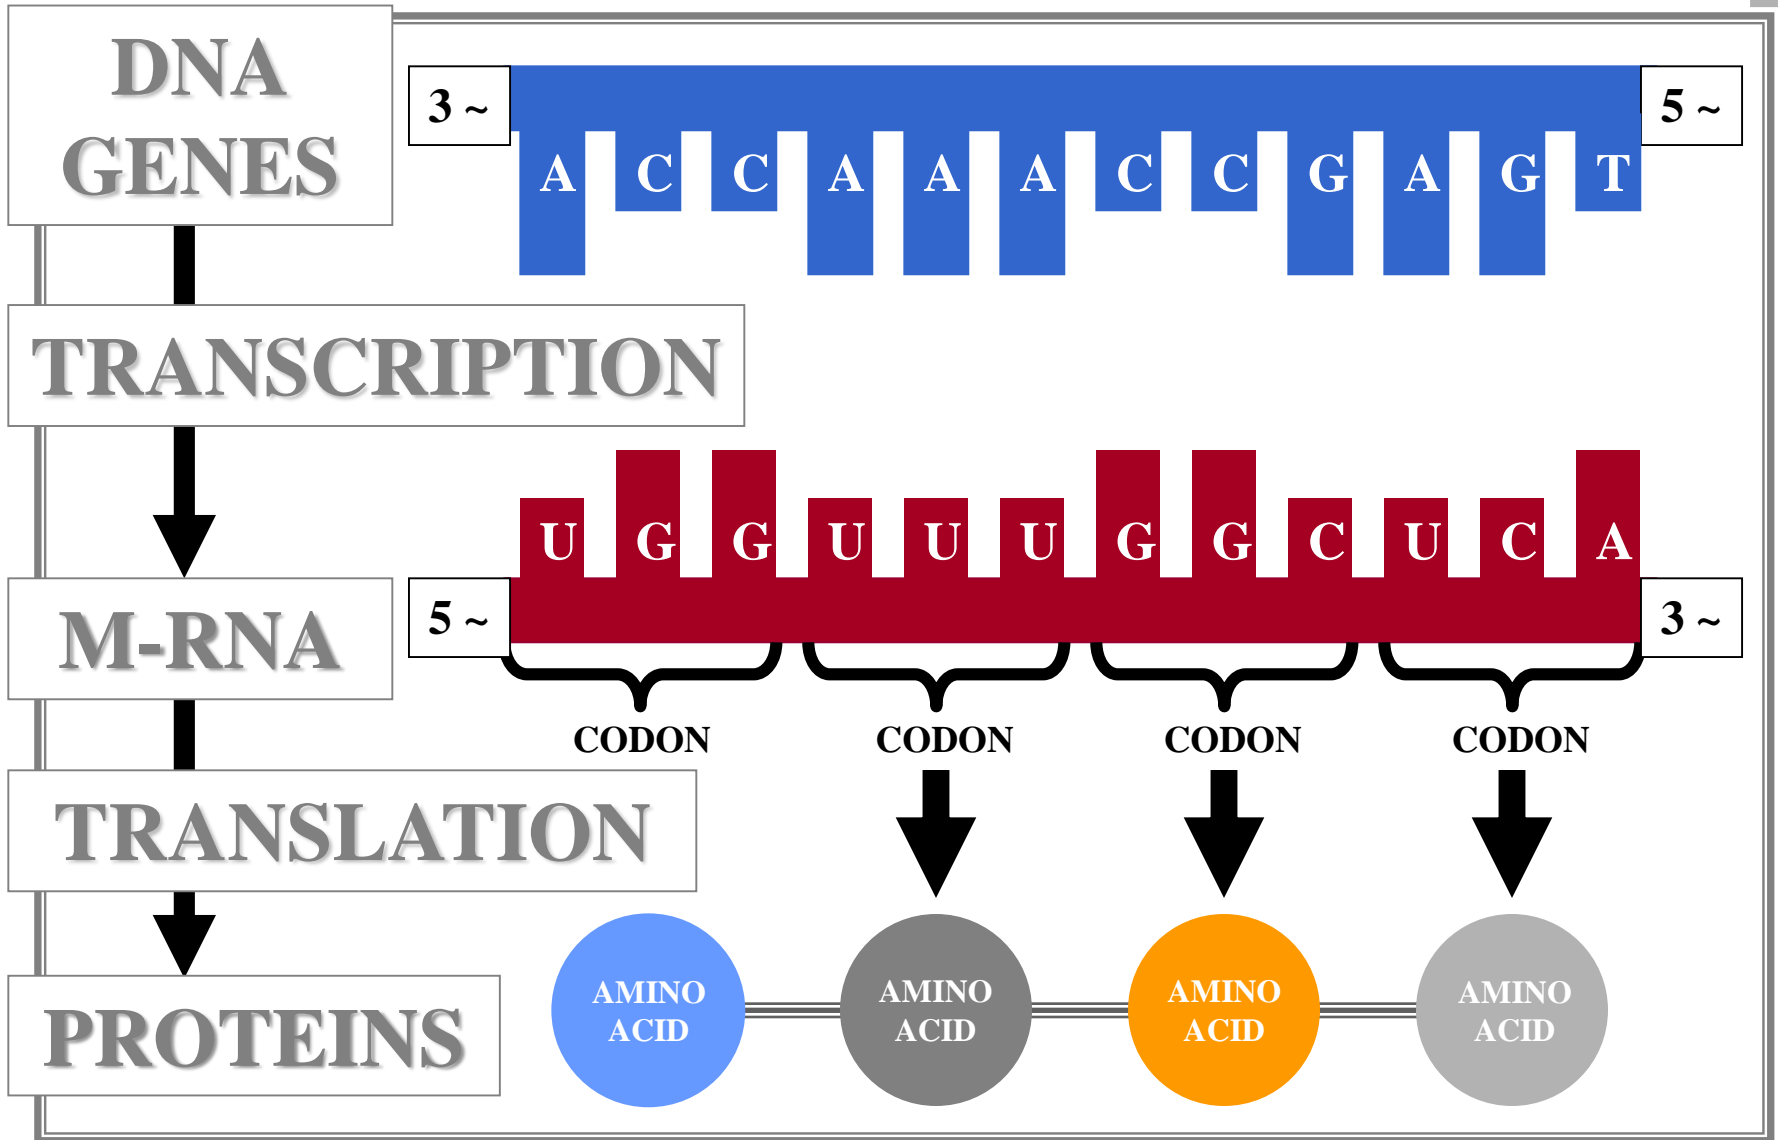 DNA
GENES
3 ~
5 ~
A C C A A A C C G A G T
TRANSCRIPTION
U G G U U U G G C U C A
M-RNA
5 ~
3 ~
CODON CODON CODON CODON
TRANSLATION
PROTEINS
AMINO
ACID
AMINO
ACID
AMINO
ACID
AMINO
ACID